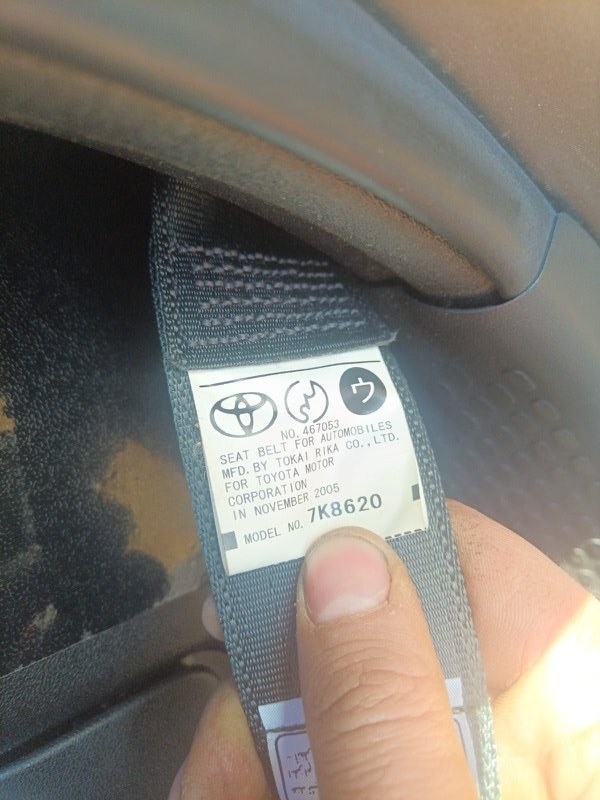 ウ
NO. 467053
SEAT BELT FOR AUTOMOBILES
MFD. BY TOKAI RIKA CO., LTD.
FOR TOYOTA MOTOR
CORPORATION
IN NOVEMBER 2005
MODEL NO. 7K8620